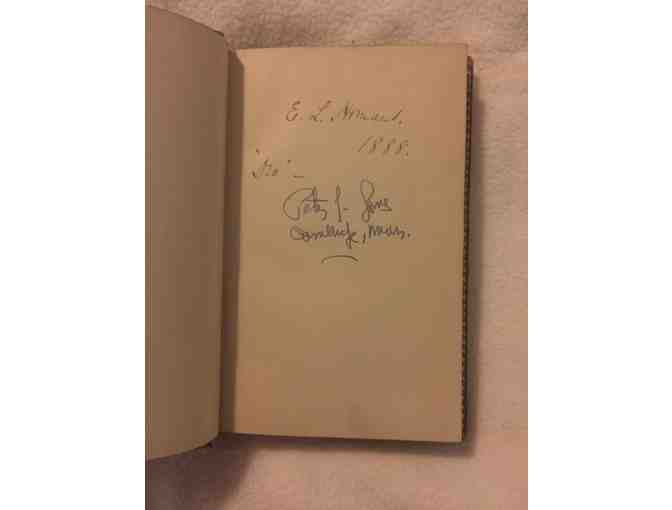 E. L.
1888.
Peter J. Gomes
Cambridge, Mass.